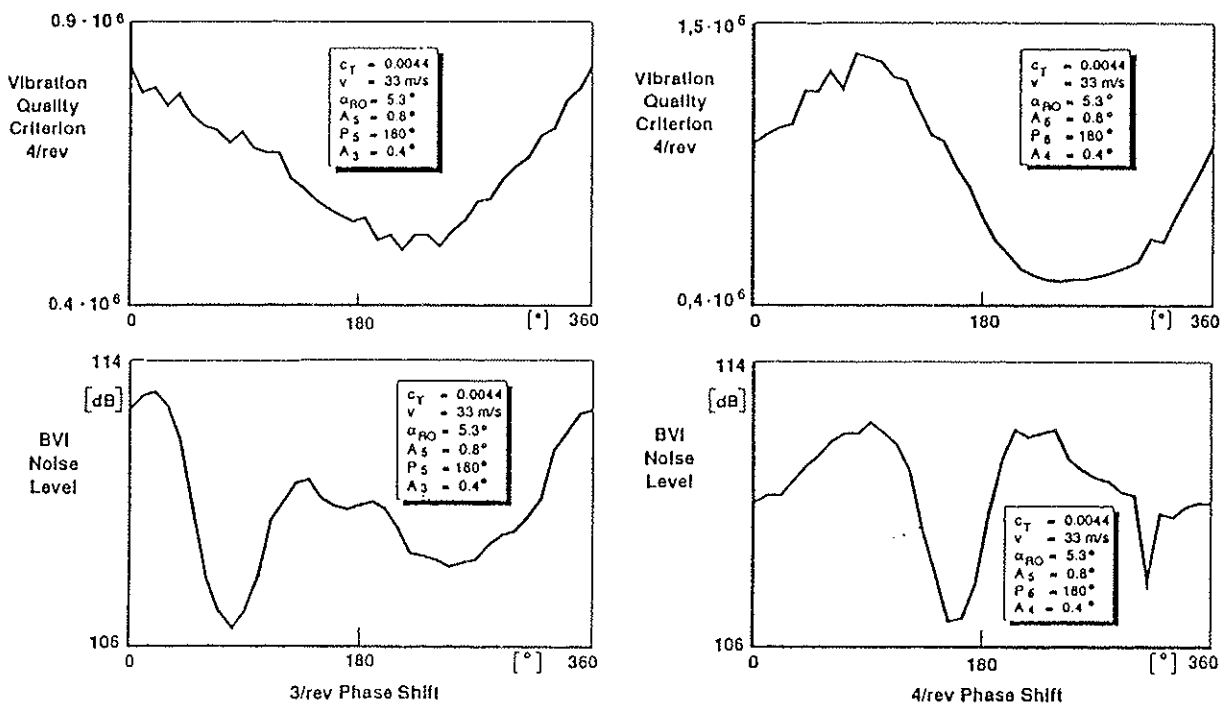 0.9 · 10⁶
Vibration
Quality
Criterion
4/rev
c_T = 0.0044
v = 33 m/s
α_RO = 5.3°
A_5 = 0.8°
P_5 = 180°
A_3 = 0.4°
0.4 · 10⁶
0
180
[°]
360
1,5 · 10⁶
Vibration
Quality
Criterion
4/rev
c_T = 0.0044
v = 33 m/s
α_RO = 5.3°
A_5 = 0.8°
P_5 = 180°
A_4 = 0.4°
0,4 · 10⁶
0
180
[°]
360
114
[dB]
BVI
Noise
Level
c_T = 0.0044
v = 33 m/s
α_RO = 5.3°
A_5 = 0.8°
P_5 = 180°
A_3 = 0.4°
106
0
180
[°]
360
3/rev Phase Shift
114
[dB]
BVI
Noise
Level
c_T = 0.0044
v = 33 m/s
α_RO = 5.3°
A_5 = 0.8°
P_5 = 180°
A_4 = 0.4°
106
0
180
[°]
360
4/rev Phase Shift